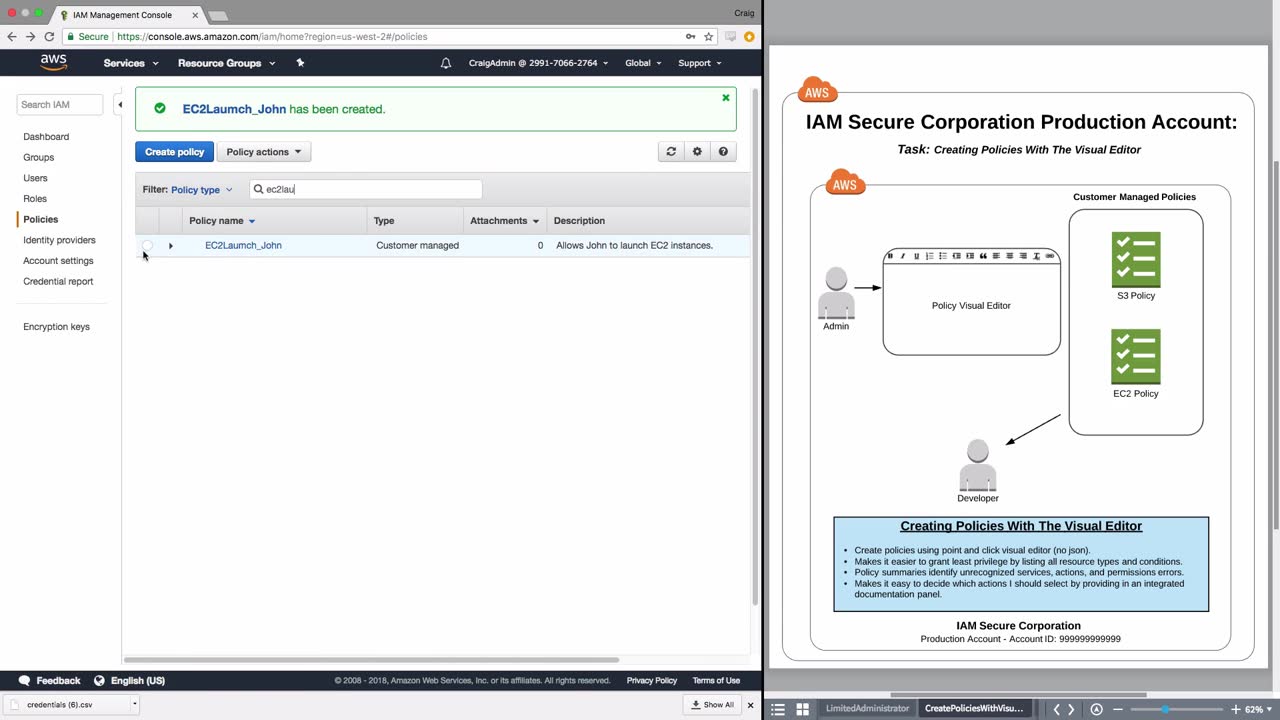 IAM Management Console
Craig
Secure
https://console.aws.amazon.com/iam/home?region=us-west-2#/policies
aws
Services
Resource Groups
CraigAdmin @ 2991-7066-2764
Global
Support
Search IAM
Dashboard
Groups
Users
Roles
Policies
Identity providers
Account settings
Credential report
Encryption keys
EC2Laumch_John has been created.
Create policy
Policy actions
Filter: Policy type
ec2lau
Policy name
Type
Attachments
Description
EC2Laumch_John
Customer managed
0
Allows John to launch EC2 instances.
Feedback
English (US)
© 2008 - 2018, Amazon Web Services, Inc. or its affiliates. All rights reserved.
Privacy Policy
Terms of Use
credentials (6).csv
Show All
AWS
IAM Secure Corporation Production Account:
Task: Creating Policies With The Visual Editor
AWS
Customer Managed Policies
B I U
Policy Visual Editor
Admin
S3 Policy
EC2 Policy
Developer
Creating Policies With The Visual Editor
• Create policies using point and click visual editor (no json).
• Makes it easier to grant least privilege by listing all resource types and conditions.
• Policy summaries identify unrecognized services, actions, and permissions errors.
• Makes it easy to decide which actions I should select by providing in an integrated
documentation panel.
IAM Secure Corporation
Production Account - Account ID: 999999999999
LimitedAdministrator
CreatePoliciesWithVisu...
62%